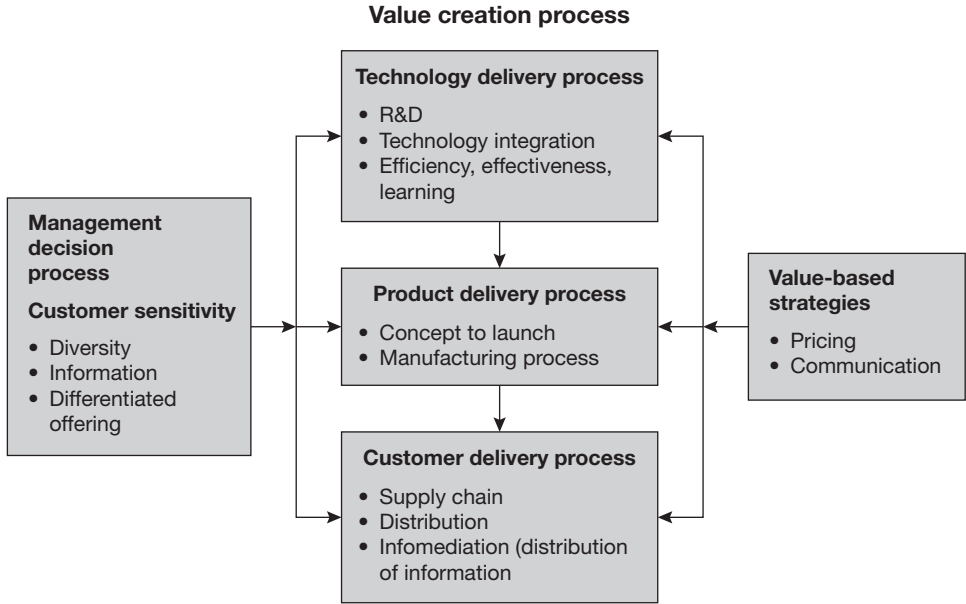 Value creation process
Technology delivery process
• R&D
• Technology integration
• Efficiency, effectiveness,
learning
Management
decision
process
Customer sensitivity
• Diversity
• Information
• Differentiated
offering
Product delivery process
• Concept to launch
• Manufacturing process
Value-based
strategies
• Pricing
• Communication
Customer delivery process
• Supply chain
• Distribution
• Infomediation (distribution
of information